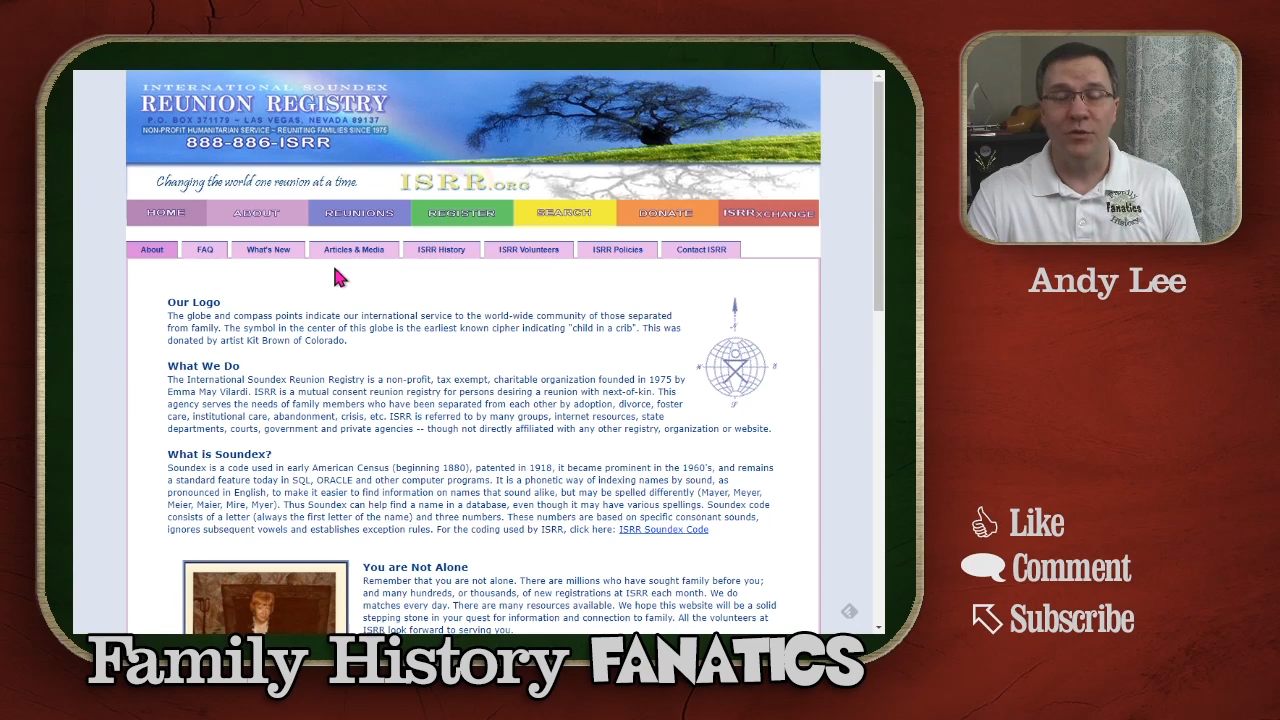 INTERNATIONAL SOUNDEX
REUNION REGISTRY
P.O. BOX 371179 ~ LAS VEGAS, NEVADA 89137
NON-PROFIT HUMANITARIAN SERVICE ~ REUNITING FAMILIES SINCE 1975
888-886-ISRR
Changing the world one reunion at a time.
ISRR.ORG
HOME ABOUT REUNIONS REGISTER SEARCH DONATE ISRRXCHANGE
About FAQ What's New Articles & Media ISRR History ISRR Volunteers ISRR Policies Contact ISRR
Our Logo
The globe and compass points indicate our international service to the world-wide community of those separated
from family. The symbol in the center of this globe is the earliest known cipher indicating "child in a crib". This was
donated by artist Kit Brown of Colorado.
N
W
S
What We Do
The International Soundex Reunion Registry is a non-profit, tax exempt, charitable organization founded in 1975 by
Emma May Vilardi. ISRR is a mutual consent reunion registry for persons desiring a reunion with next-of-kin. This
agency serves the needs of family members who have been separated from each other by adoption, divorce, foster
care, institutional care, abandonment, crisis, etc. ISRR is referred to by many groups, internet resources, state
departments, courts, government and private agencies -- though not directly affiliated with any other registry, organization or website.
What is Soundex?
Soundex is a code used in early American Census (beginning 1880), patented in 1918, it became prominent in the 1960's, and remains
a standard feature today in SQL, ORACLE and other computer programs. It is a phonetic way of indexing names by sound, as
pronounced in English, to make it easier to find information on names that sound alike, but may be spelled differently (Mayer, Meyer,
Meier, Maier, Mire, Myer). Thus Soundex can help find a name in a database, even though it may have various spellings. Soundex code
consists of a letter (always the first letter of the name) and three numbers. These numbers are based on specific consonant sounds,
ignores subsequent vowels and establishes exception rules. For the coding used by ISRR, click here: ISRR Soundex Code
You are Not Alone
Remember that you are not alone. There are millions who have sought family before you;
and many hundreds, or thousands, of new registrations at ISRR each month. We do
matches every day. There are many resources available. We hope this website will be a solid
stepping stone in your quest for information and connection to family. All the volunteers at
ISRR look forward to serving you.
Family History FANATICS
Family
Fanatics
History
Andy Lee
Like
Comment
Subscribe